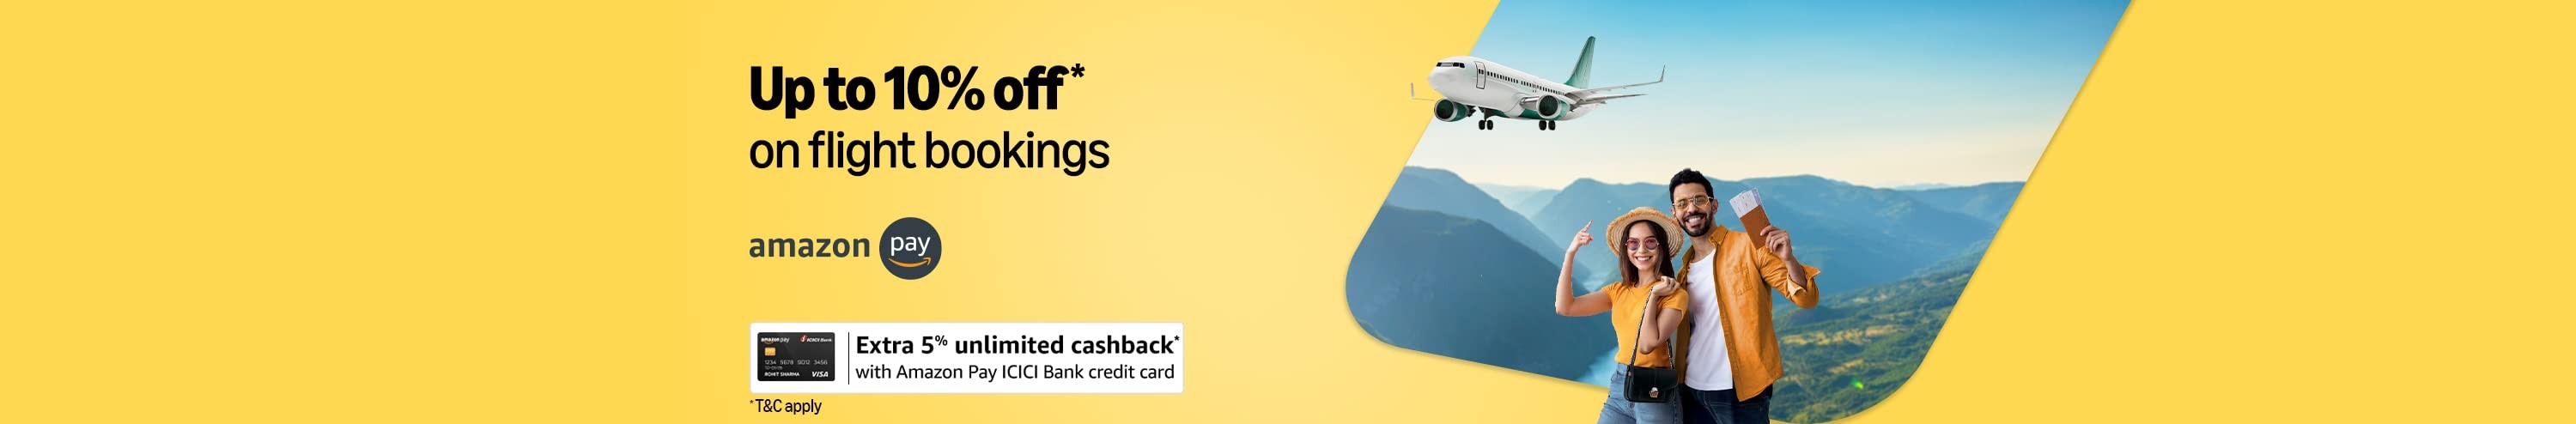 Up to 10% off*
on flight bookings
amazon pay
amazon pay ICICI Bank
1234 5678 9012 3456
ROHIT SHARMA VISA
Extra 5% unlimited cashback*
with Amazon Pay ICICI Bank credit card
*T&C apply